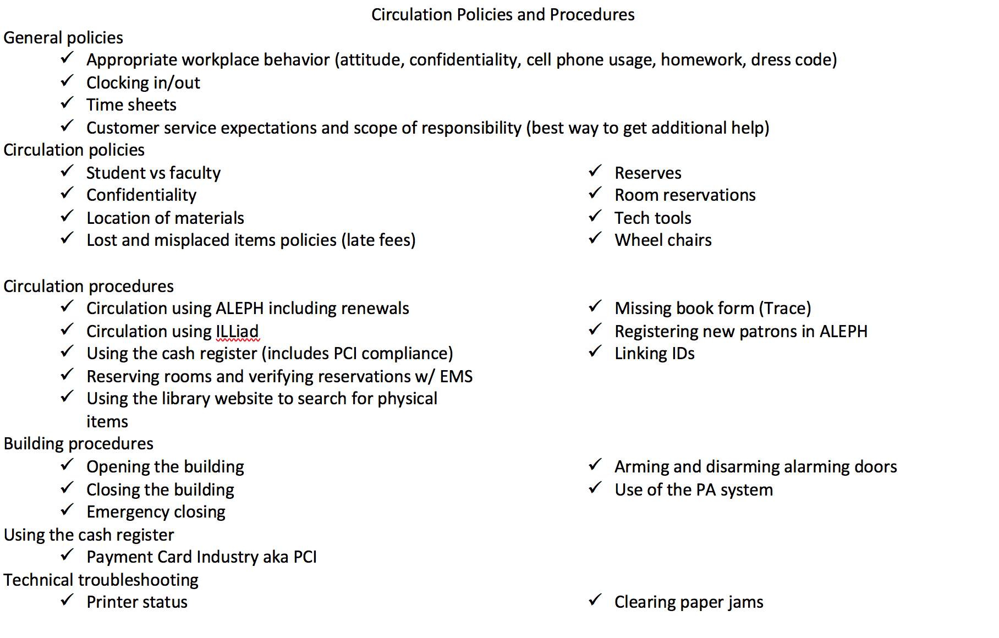 Circulation Policies and Procedures
General policies
✓ Appropriate workplace behavior (attitude, confidentiality, cell phone usage, homework, dress code)
✓ Clocking in/out
✓ Time sheets
✓ Customer service expectations and scope of responsibility (best way to get additional help)
Circulation policies
✓ Student vs faculty
✓ Confidentiality
✓ Location of materials
✓ Lost and misplaced items policies (late fees)
✓ Reserves
✓ Room reservations
✓ Tech tools
✓ Wheel chairs
Circulation procedures
✓ Circulation using ALEPH including renewals
✓ Circulation using ILLiad
✓ Using the cash register (includes PCI compliance)
✓ Reserving rooms and verifying reservations w/ EMS
✓ Using the library website to search for physical
items
✓ Missing book form (Trace)
✓ Registering new patrons in ALEPH
✓ Linking IDs
Building procedures
✓ Opening the building
✓ Closing the building
✓ Emergency closing
✓ Arming and disarming alarming doors
✓ Use of the PA system
Using the cash register
✓ Payment Card Industry aka PCI
Technical troubleshooting
✓ Printer status
✓ Clearing paper jams